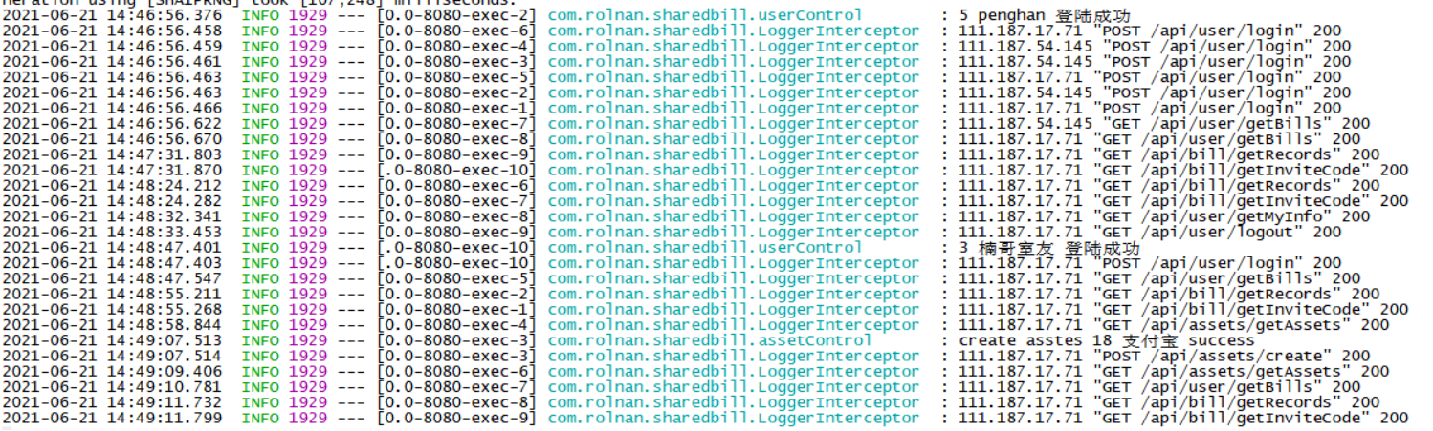 neration using [SHA1PRNG] took [107,248] milliseconds.
2021-06-21 14:46:56.376 INFO 1929 --- [0.0-8080-exec-2] com.rolnan.sharedbill.userControl : 5 penghan 登陆成功
2021-06-21 14:46:56.458 INFO 1929 --- [0.0-8080-exec-6] com.rolnan.sharedbill.LoggerInterceptor : 111.187.17.71 "POST /api/user/login" 200
2021-06-21 14:46:56.459 INFO 1929 --- [0.0-8080-exec-4] com.rolnan.sharedbill.LoggerInterceptor : 111.187.54.145 "POST /api/user/login" 200
2021-06-21 14:46:56.461 INFO 1929 --- [0.0-8080-exec-3] com.rolnan.sharedbill.LoggerInterceptor : 111.187.54.145 "POST /api/user/login" 200
2021-06-21 14:46:56.463 INFO 1929 --- [0.0-8080-exec-5] com.rolnan.sharedbill.LoggerInterceptor : 111.187.17.71 "POST /api/user/login" 200
2021-06-21 14:46:56.463 INFO 1929 --- [0.0-8080-exec-2] com.rolnan.sharedbill.LoggerInterceptor : 111.187.54.145 "POST /api/user/login" 200
2021-06-21 14:46:56.466 INFO 1929 --- [0.0-8080-exec-1] com.rolnan.sharedbill.LoggerInterceptor : 111.187.17.71 "POST /api/user/login" 200
2021-06-21 14:46:56.622 INFO 1929 --- [0.0-8080-exec-7] com.rolnan.sharedbill.LoggerInterceptor : 111.187.54.145 "GET /api/user/getBills" 200
2021-06-21 14:46:56.670 INFO 1929 --- [0.0-8080-exec-8] com.rolnan.sharedbill.LoggerInterceptor : 111.187.17.71 "GET /api/user/getBills" 200
2021-06-21 14:47:31.803 INFO 1929 --- [0.0-8080-exec-9] com.rolnan.sharedbill.LoggerInterceptor : 111.187.17.71 "GET /api/bill/getRecords" 200
2021-06-21 14:47:31.870 INFO 1929 --- [.0-8080-exec-10] com.rolnan.sharedbill.LoggerInterceptor : 111.187.17.71 "GET /api/bill/getInviteCode" 200
2021-06-21 14:48:24.212 INFO 1929 --- [0.0-8080-exec-6] com.rolnan.sharedbill.LoggerInterceptor : 111.187.17.71 "GET /api/bill/getRecords" 200
2021-06-21 14:48:24.282 INFO 1929 --- [0.0-8080-exec-7] com.rolnan.sharedbill.LoggerInterceptor : 111.187.17.71 "GET /api/bill/getInviteCode" 200
2021-06-21 14:48:32.341 INFO 1929 --- [0.0-8080-exec-8] com.rolnan.sharedbill.LoggerInterceptor : 111.187.17.71 "GET /api/user/getMyInfo" 200
2021-06-21 14:48:33.453 INFO 1929 --- [0.0-8080-exec-9] com.rolnan.sharedbill.LoggerInterceptor : 111.187.17.71 "GET /api/user/logout" 200
2021-06-21 14:48:47.401 INFO 1929 --- [.0-8080-exec-10] com.rolnan.sharedbill.userControl : 3 楠哥室友 登陆成功
2021-06-21 14:48:47.403 INFO 1929 --- [.0-8080-exec-10] com.rolnan.sharedbill.LoggerInterceptor : 111.187.17.71 "POST /api/user/login" 200
2021-06-21 14:48:47.547 INFO 1929 --- [0.0-8080-exec-5] com.rolnan.sharedbill.LoggerInterceptor : 111.187.17.71 "GET /api/user/getBills" 200
2021-06-21 14:48:55.211 INFO 1929 --- [0.0-8080-exec-2] com.rolnan.sharedbill.LoggerInterceptor : 111.187.17.71 "GET /api/bill/getRecords" 200
2021-06-21 14:48:55.268 INFO 1929 --- [0.0-8080-exec-1] com.rolnan.sharedbill.LoggerInterceptor : 111.187.17.71 "GET /api/bill/getInviteCode" 200
2021-06-21 14:48:58.844 INFO 1929 --- [0.0-8080-exec-4] com.rolnan.sharedbill.LoggerInterceptor : 111.187.17.71 "GET /api/assets/getAssets" 200
2021-06-21 14:49:07.513 INFO 1929 --- [0.0-8080-exec-3] com.rolnan.sharedbill.assetControl : create asstes 18 支付宝 success
2021-06-21 14:49:07.514 INFO 1929 --- [0.0-8080-exec-3] com.rolnan.sharedbill.LoggerInterceptor : 111.187.17.71 "POST /api/assets/create" 200
2021-06-21 14:49:09.406 INFO 1929 --- [0.0-8080-exec-6] com.rolnan.sharedbill.LoggerInterceptor : 111.187.17.71 "GET /api/assets/getAssets" 200
2021-06-21 14:49:10.781 INFO 1929 --- [0.0-8080-exec-7] com.rolnan.sharedbill.LoggerInterceptor : 111.187.17.71 "GET /api/user/getBills" 200
2021-06-21 14:49:11.732 INFO 1929 --- [0.0-8080-exec-8] com.rolnan.sharedbill.LoggerInterceptor : 111.187.17.71 "GET /api/bill/getRecords" 200
2021-06-21 14:49:11.799 INFO 1929 --- [0.0-8080-exec-9] com.rolnan.sharedbill.LoggerInterceptor : 111.187.17.71 "GET /api/bill/getInviteCode" 200